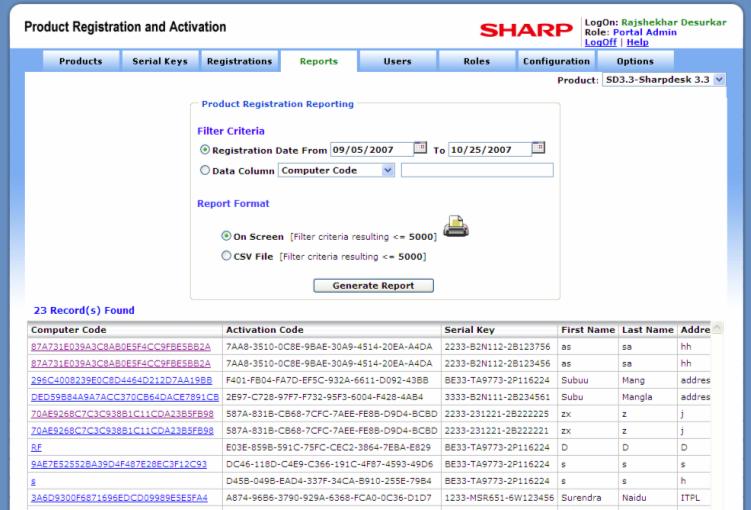 Product Registration and Activation
SHARP
LogOn: Rajshekhar Desurkar
Role: Portal Admin
LogOff | Help
Products Serial Keys Registrations Reports Users Roles Configuration Options
Product: SD3.3-Sharpdesk 3.3
Product Registration Reporting
Filter Criteria
Registration Date From 09/05/2007 To 10/25/2007
Data Column Computer Code
Report Format
On Screen [Filter criteria resulting <= 5000]
CSV File [Filter criteria resulting <= 5000]
Generate Report
23 Record(s) Found
Computer Code Activation Code Serial Key First Name Last Name Addre
87A731E039A3C8AB0E5F4CC9FBE5BB2A 7AA8-3510-0C8E-9BAE-30A9-4514-20EA-A4DA 2233-B2N112-2B123756 as sa hh
87A731E039A3C8AB0E5F4CC9FBE5BB2A 7AA8-3510-0C8E-9BAE-30A9-4514-20EA-A4DA 2233-B2N112-2B123456 as sa hh
296C4008239E0C8D4464D212D7AA19BB F401-FB04-FA7D-EF5C-932A-6611-D092-43BB BE33-TA9773-2P116224 Subuu Mang addres
DED59B84A9A7ACC370CB64DACE7891CB 2E97-C728-97F7-F732-95F3-6004-F428-4AB4 3333-B2N111-2B234561 Subu Mangla addres
70AE9268C7C3C938B1C11CDA23B5FB98 587A-831B-CB68-7CFC-7AEE-FE8B-D9D4-BCBD 2233-231221-2B222225 zx z j
70AE9268C7C3C938B1C11CDA23B5FB98 587A-831B-CB68-7CFC-7AEE-FE8B-D9D4-BCBD 2233-231221-2B222221 zx z j
RF E03E-859B-591C-75FC-CEC2-3864-7EBA-E829 BE33-TA9773-2P116224 D D D
9AE7E52552BA39D4F487E28EC3F12C93 DC46-118D-C4E9-C366-191C-4F87-4593-49D6 BE33-TA9773-2P116224 s s s
s D45B-049B-EAD4-337F-34CA-B910-255E-79B4 BE33-TA9773-2P116224 s s h
3A6D9300F6871696EDCD09989E5E5FA4 A874-96B6-3790-929A-6368-FCA0-0C36-D1D7 1233-MSR651-6W123456 Surendra Naidu ITPL